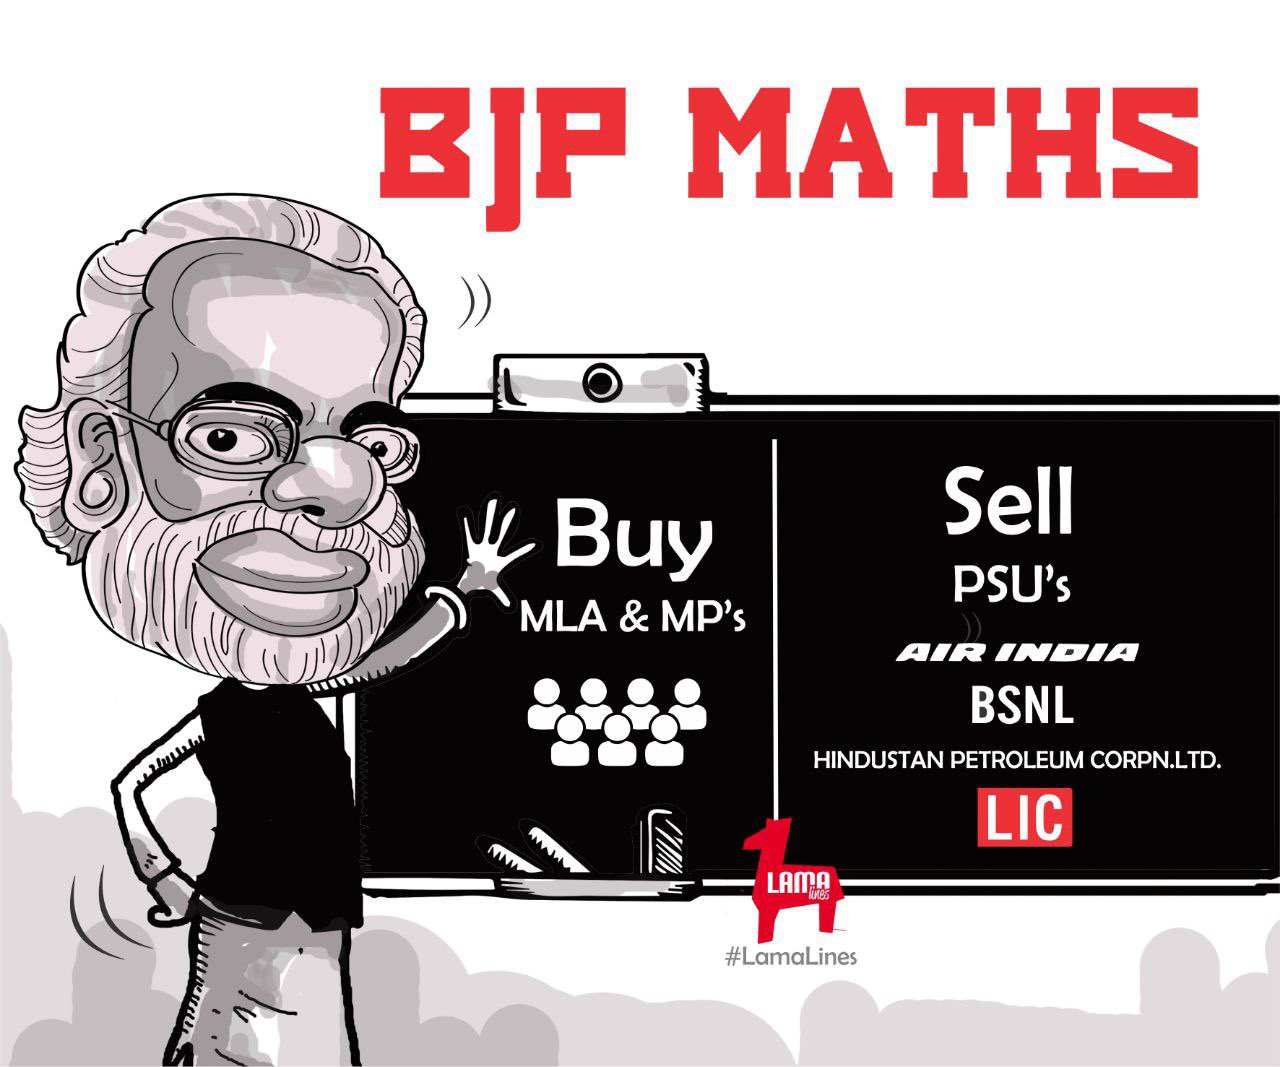 BJP MATHS
Buy
MLA & MP's
Sell
PSU's
AIR INDIA
BSNL
HINDUSTAN PETROLEUM CORPN.LTD.
LIC
LAMA
lines
#LamaLines